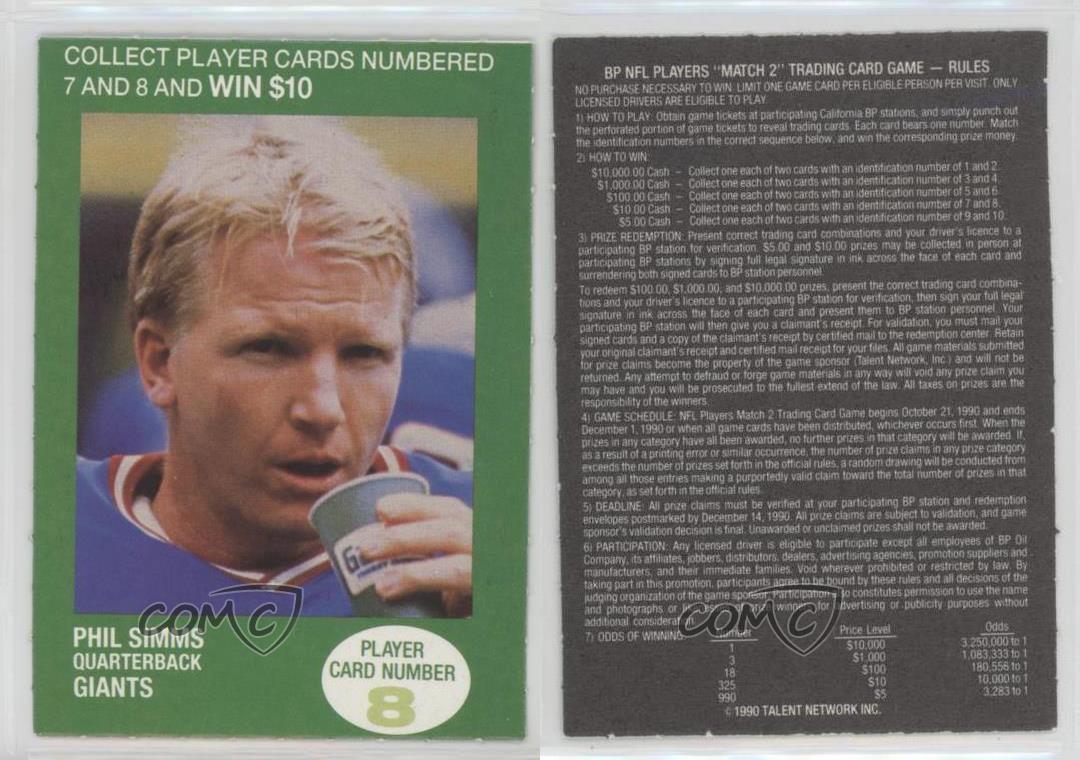 COLLECT PLAYER CARDS NUMBERED
7 AND 8 AND WIN $10
PHIL SIMMS
QUARTERBACK
GIANTS
PLAYER
CARD NUMBER
8
COMC
BP NFL PLAYERS "MATCH 2" TRADING CARD GAME — RULES
NO PURCHASE NECESSARY TO WIN. LIMIT ONE GAME CARD PER ELIGIBLE PERSON PER VISIT. ONLY
LICENSED DRIVERS ARE ELIGIBLE TO PLAY.
1) HOW TO PLAY: Obtain game tickets at participating California BP stations, and simply punch out
the perforated portion of game tickets to reveal trading cards. Each card bears one number. Match
the identification numbers in the correct sequence below, and win the corresponding prize money.
2) HOW TO WIN:
$10,000.00 Cash – Collect one each of two cards with an identification number of 1 and 2.
$1,000.00 Cash – Collect one each of two cards with an identification number of 3 and 4.
$100.00 Cash – Collect one each of two cards with an identification number of 5 and 6.
$10.00 Cash – Collect one each of two cards with an identification number of 7 and 8.
$5.00 Cash – Collect one each of two cards with an identification number of 9 and 10.
3) PRIZE REDEMPTION: Present correct trading card combinations and your driver's licence to a
participating BP station for verification. $5.00 and $10.00 prizes may be collected in person at
participating BP stations by signing full legal signature in ink across the face of each card and
surrendering both signed cards to BP station personnel.
To redeem $100.00, $1,000.00, and $10,000.00 prizes, present the correct trading card combina-
tions and your driver's licence to a participating BP station for verification, then sign your full legal
signature in ink across the face of each card and present them to BP station personnel. Your
participating BP station will then give you a claimant's receipt. For validation, you must mail your
signed cards and a copy of the claimant's receipt by certified mail to the redemption center. Retain
your original claimant's receipt and certified mail receipt for your files. All game materials submitted
for prize claims become the property of the game sponsor (Talent Network, Inc.) and will not be
returned. Any attempt to defraud or forge game materials in any way will void any prize claim you
may have and you will be prosecuted to the fullest extend of the law. All taxes on prizes are the
responsibility of the winners.
4) GAME SCHEDULE: NFL Players Match 2 Trading Card Game begins October 21, 1990 and ends
December 1, 1990 or when all game cards have been distributed, whichever occurs first. When the
prizes in any category have all been awarded, no further prizes in that category will be awarded. If,
as a result of a printing error or similar occurrence, the number of prize claims in any prize category
exceeds the number of prizes set forth in the official rules, a random drawing will be conducted from
among all those entries making a purportedly valid claim toward the total number of prizes in that
category, as set forth in the official rules.
5) DEADLINE: All prize claims must be verified at your participating BP station and redemption
envelopes postmarked by December 14, 1990. All prize claims are subject to validation, and game
sponsor's validation decision is final. Unawarded or unclaimed prizes shall not be awarded.
6) PARTICIPATION: Any licensed driver is eligible to participate except all employees of BP Oil
Company, its affiliates, jobbers, distributors, dealers, advertising agencies, promotion suppliers and
manufacturers, and their immediate families. Void wherever prohibited or restricted by law. By
taking part in this promotion, participants agree to be bound by these rules and all decisions of the
judging organization of the game sponsor. Participation also constitutes permission to use the name
and photographs or winners for advertising or publicity purposes without
additional consideration.
7) ODDS OF WINNING: Number Price Level Odds
1 $10,000 3,250,000 to 1
3 $1,000 1,083,333 to 1
18 $100 180,556 to 1
325 $10 10,000 to 1
990 $5 3,283 to 1
© 1990 TALENT NETWORK INC.
COMC